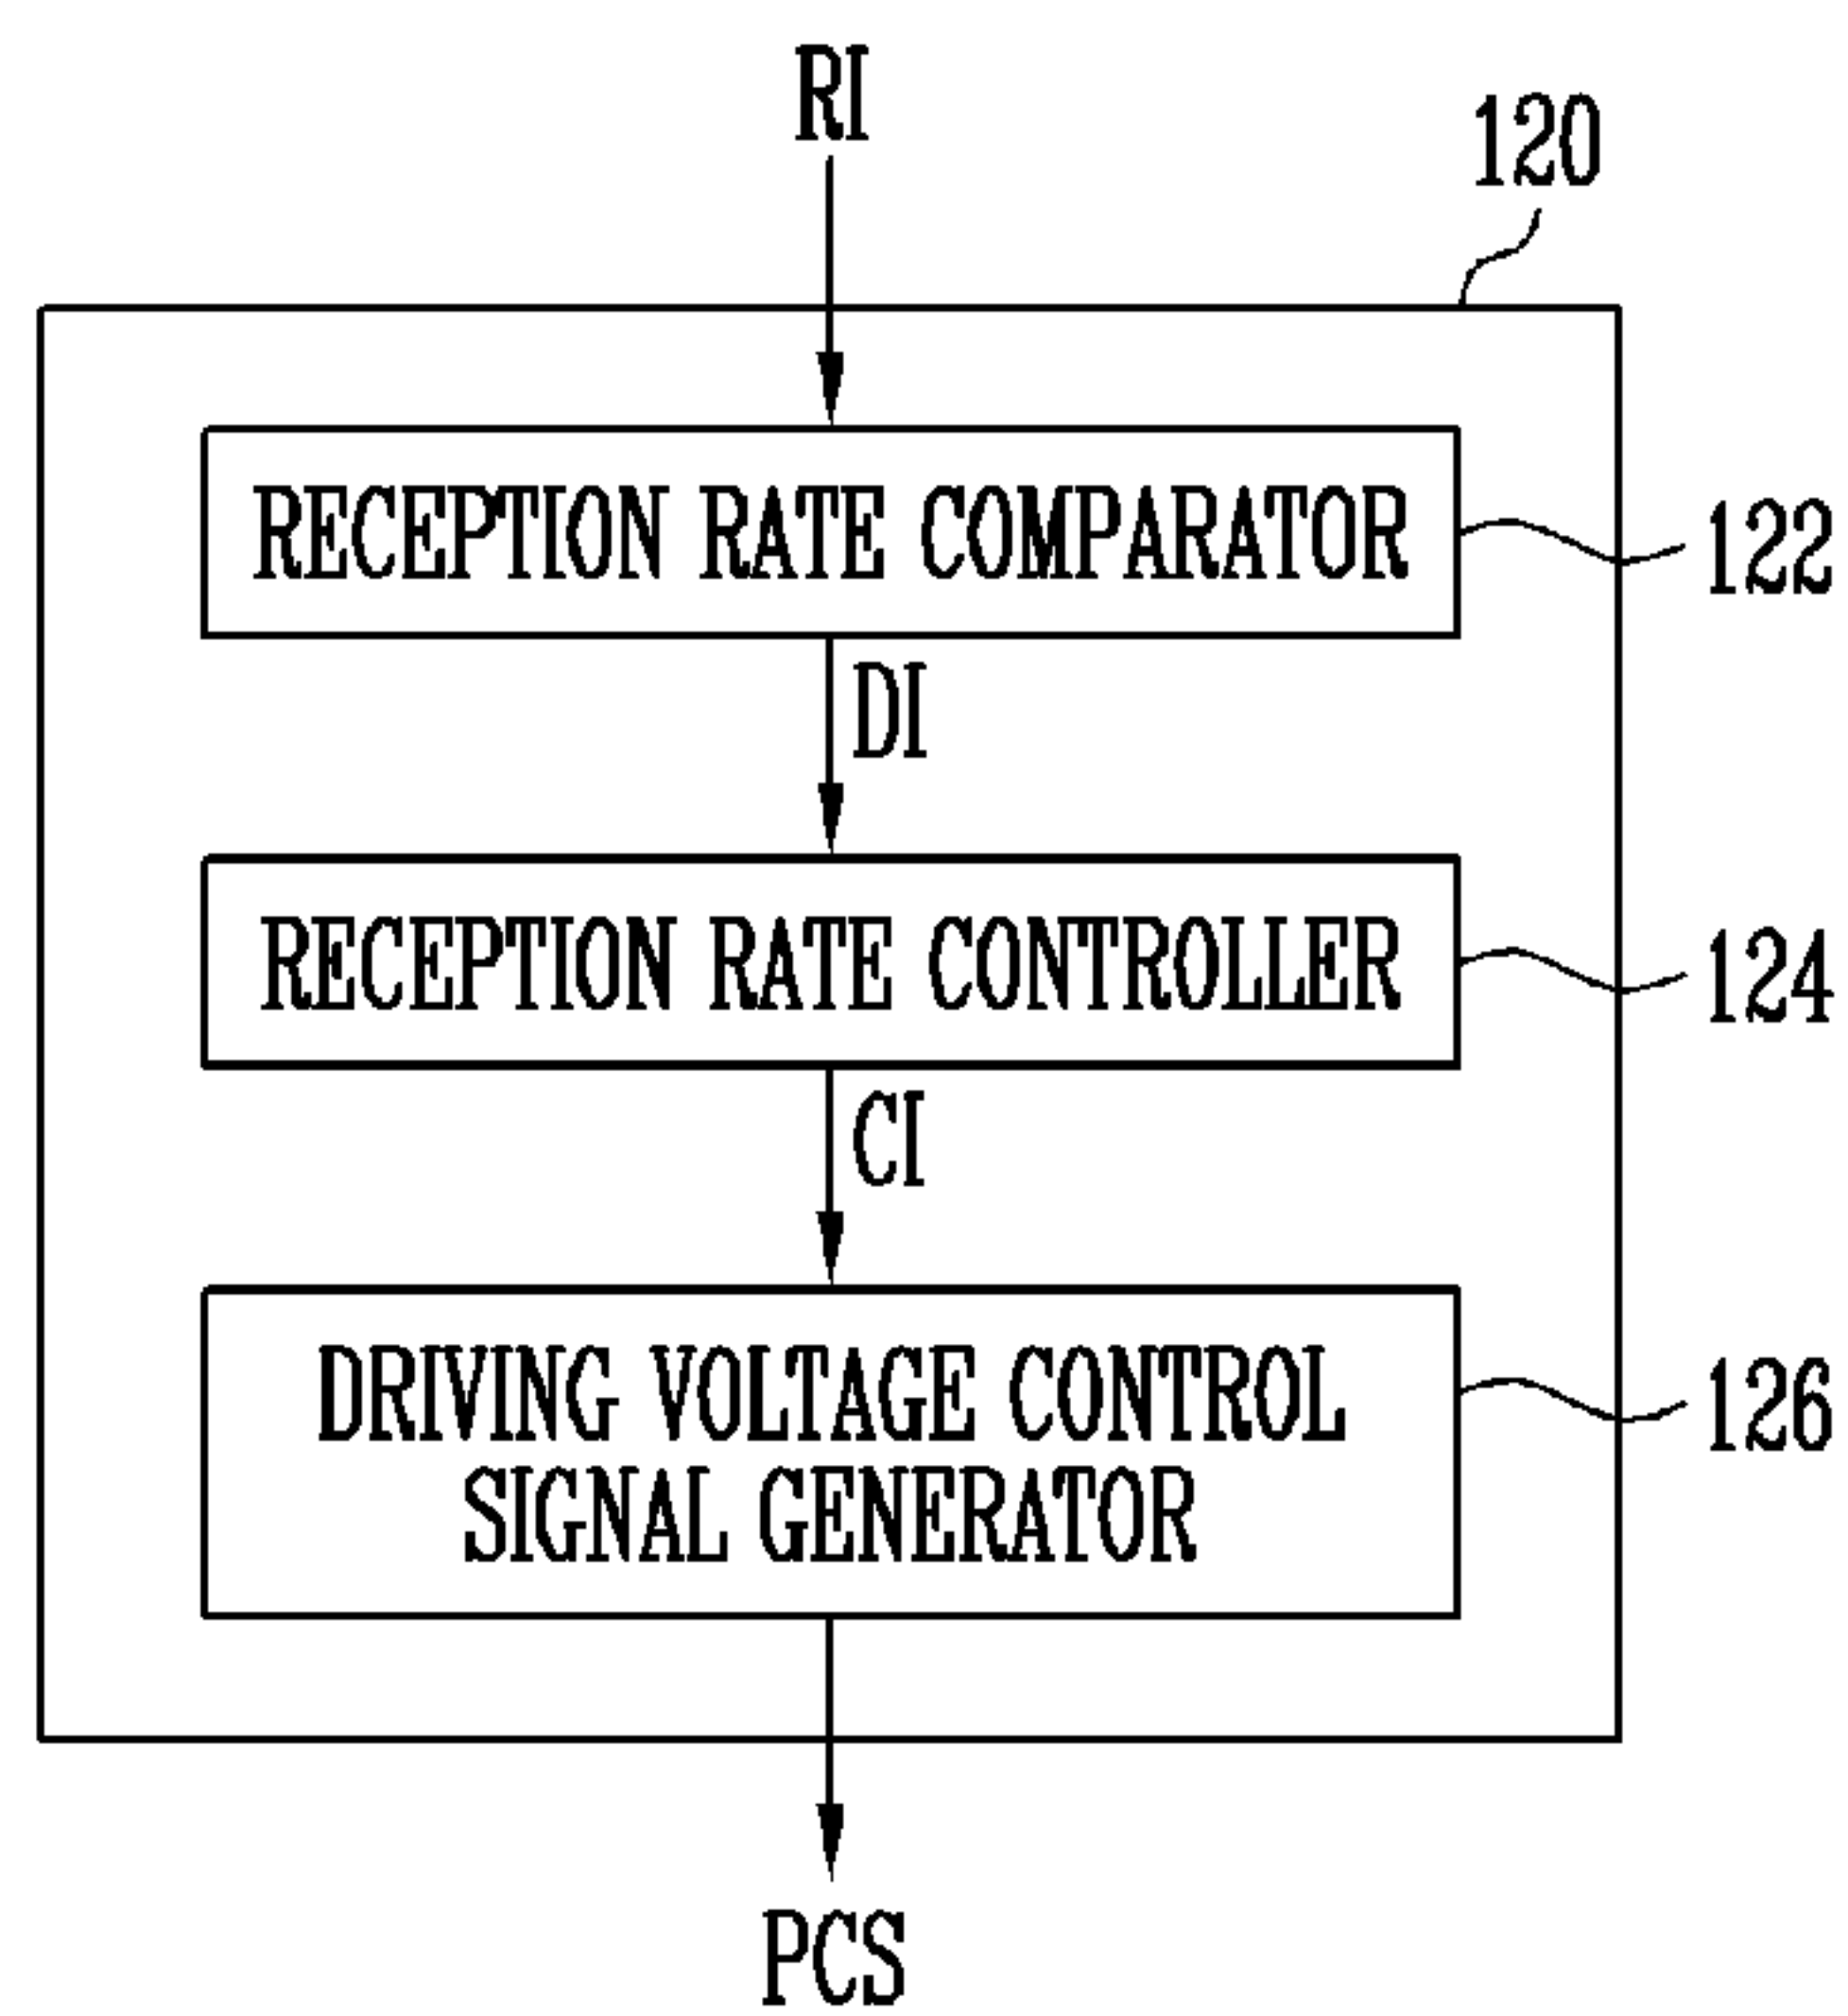 RI
120
RECEPTION RATE COMPARATOR
122
DI
RECEPTION RATE CONTROLLER
124
CI
DRIVING VOLTAGE CONTROL
SIGNAL GENERATOR
126
PCS